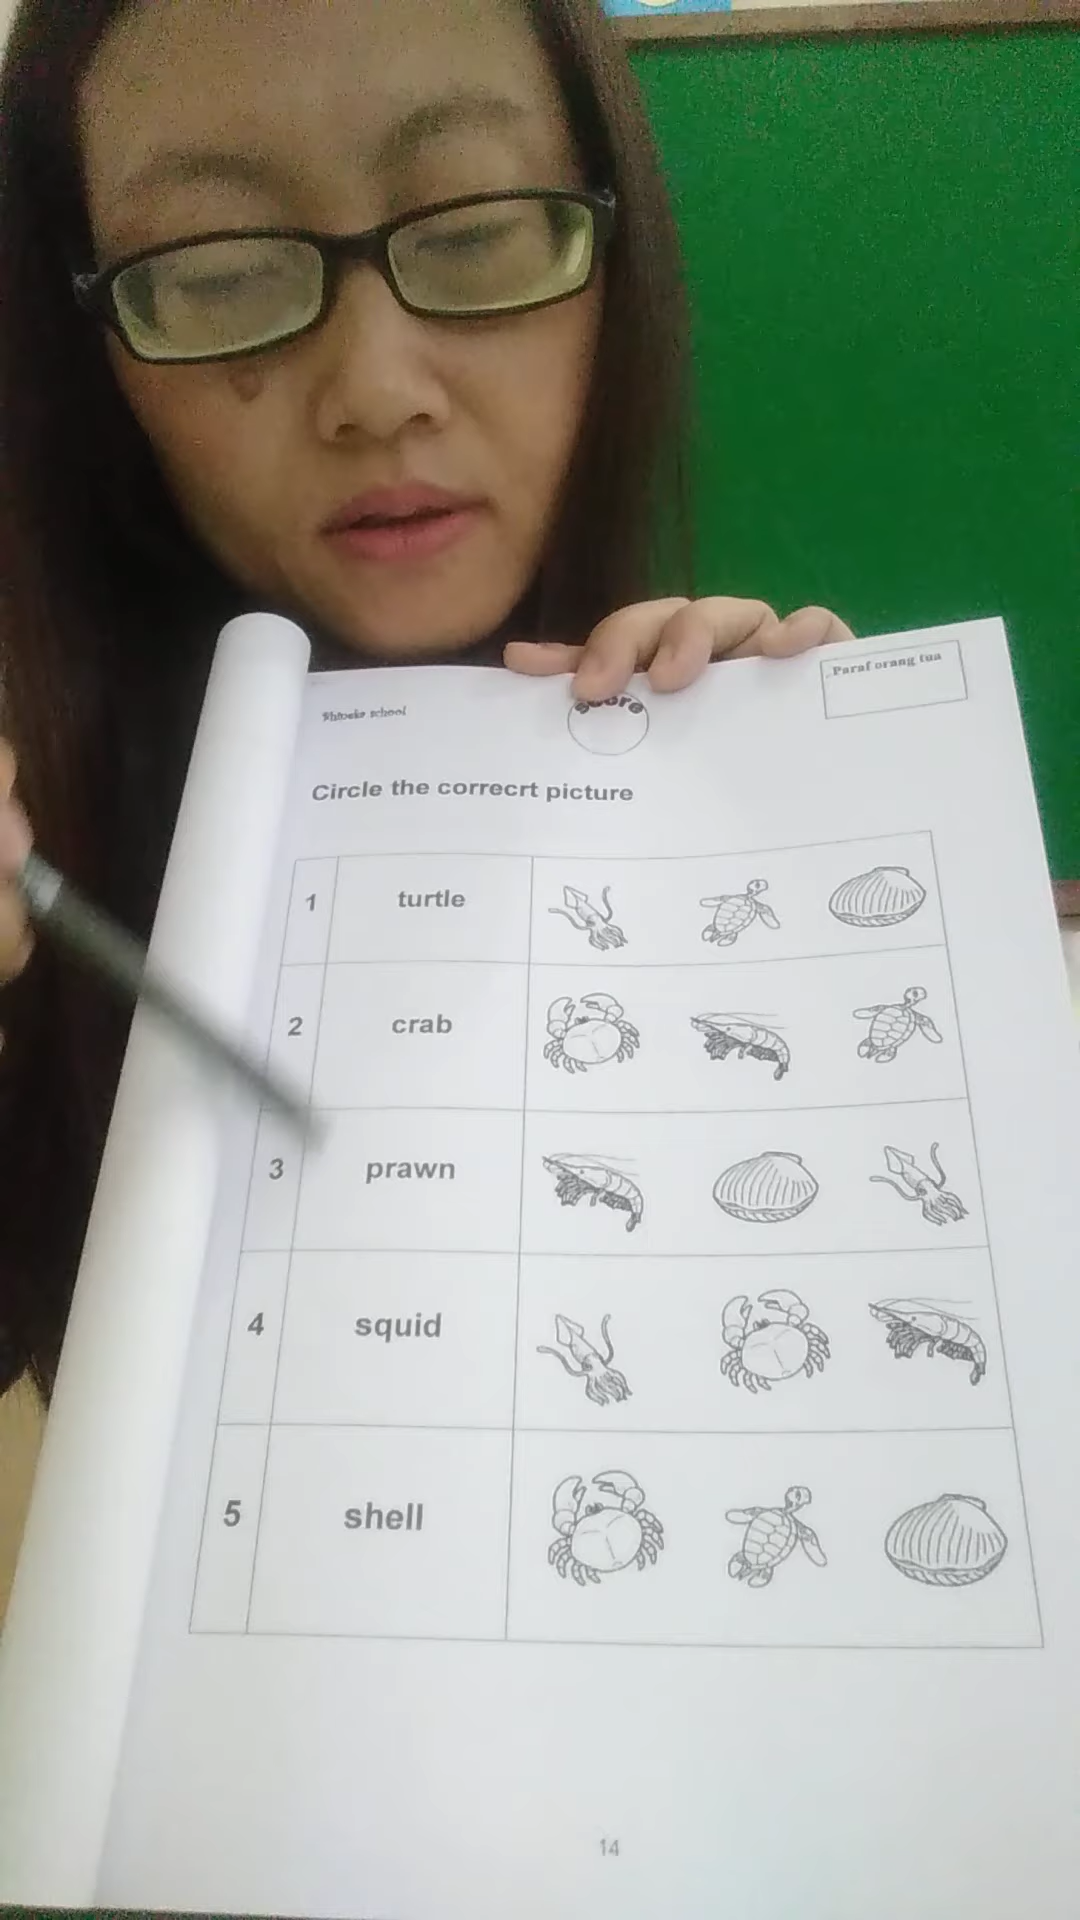 school
score
Paraf orang tua
Circle the correcrt picture
1 turtle
2 crab
3 prawn
4 squid
5 shell
14